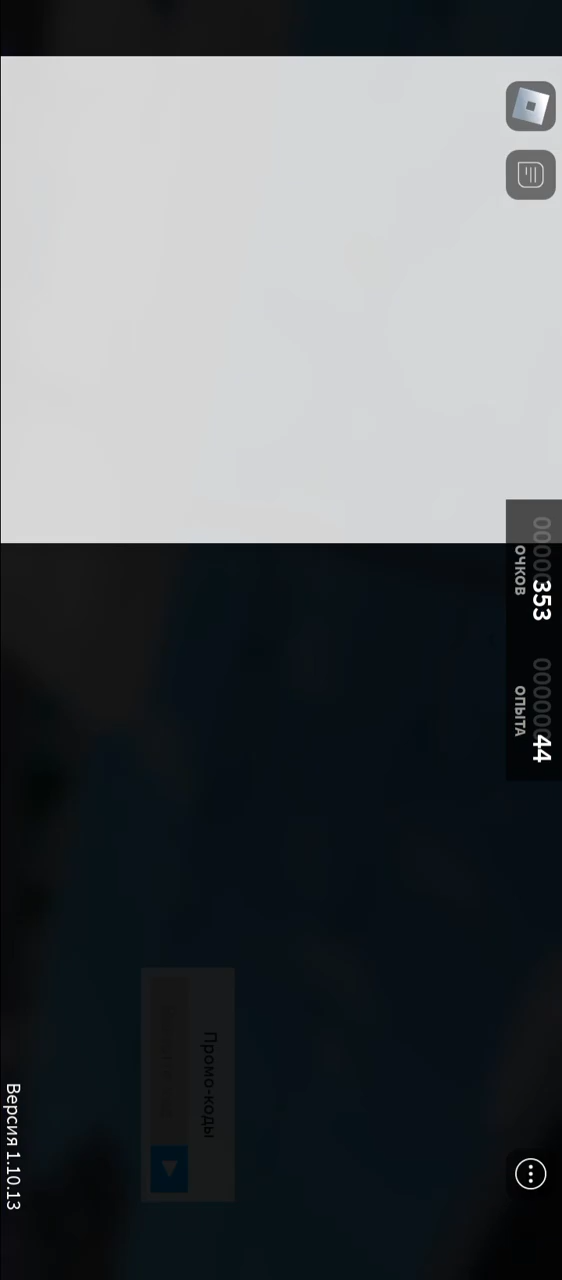 00000353
ОЧКОВ
00000044
ОПЫТА
Промо-коды
Версия 1.10.13